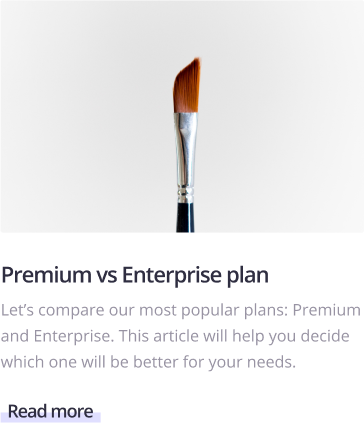 Premium vs Enterprise plan
Let’s compare our most popular plans: Premium
and Enterprise. This article will help you decide
which one will be better for your needs.
Read more